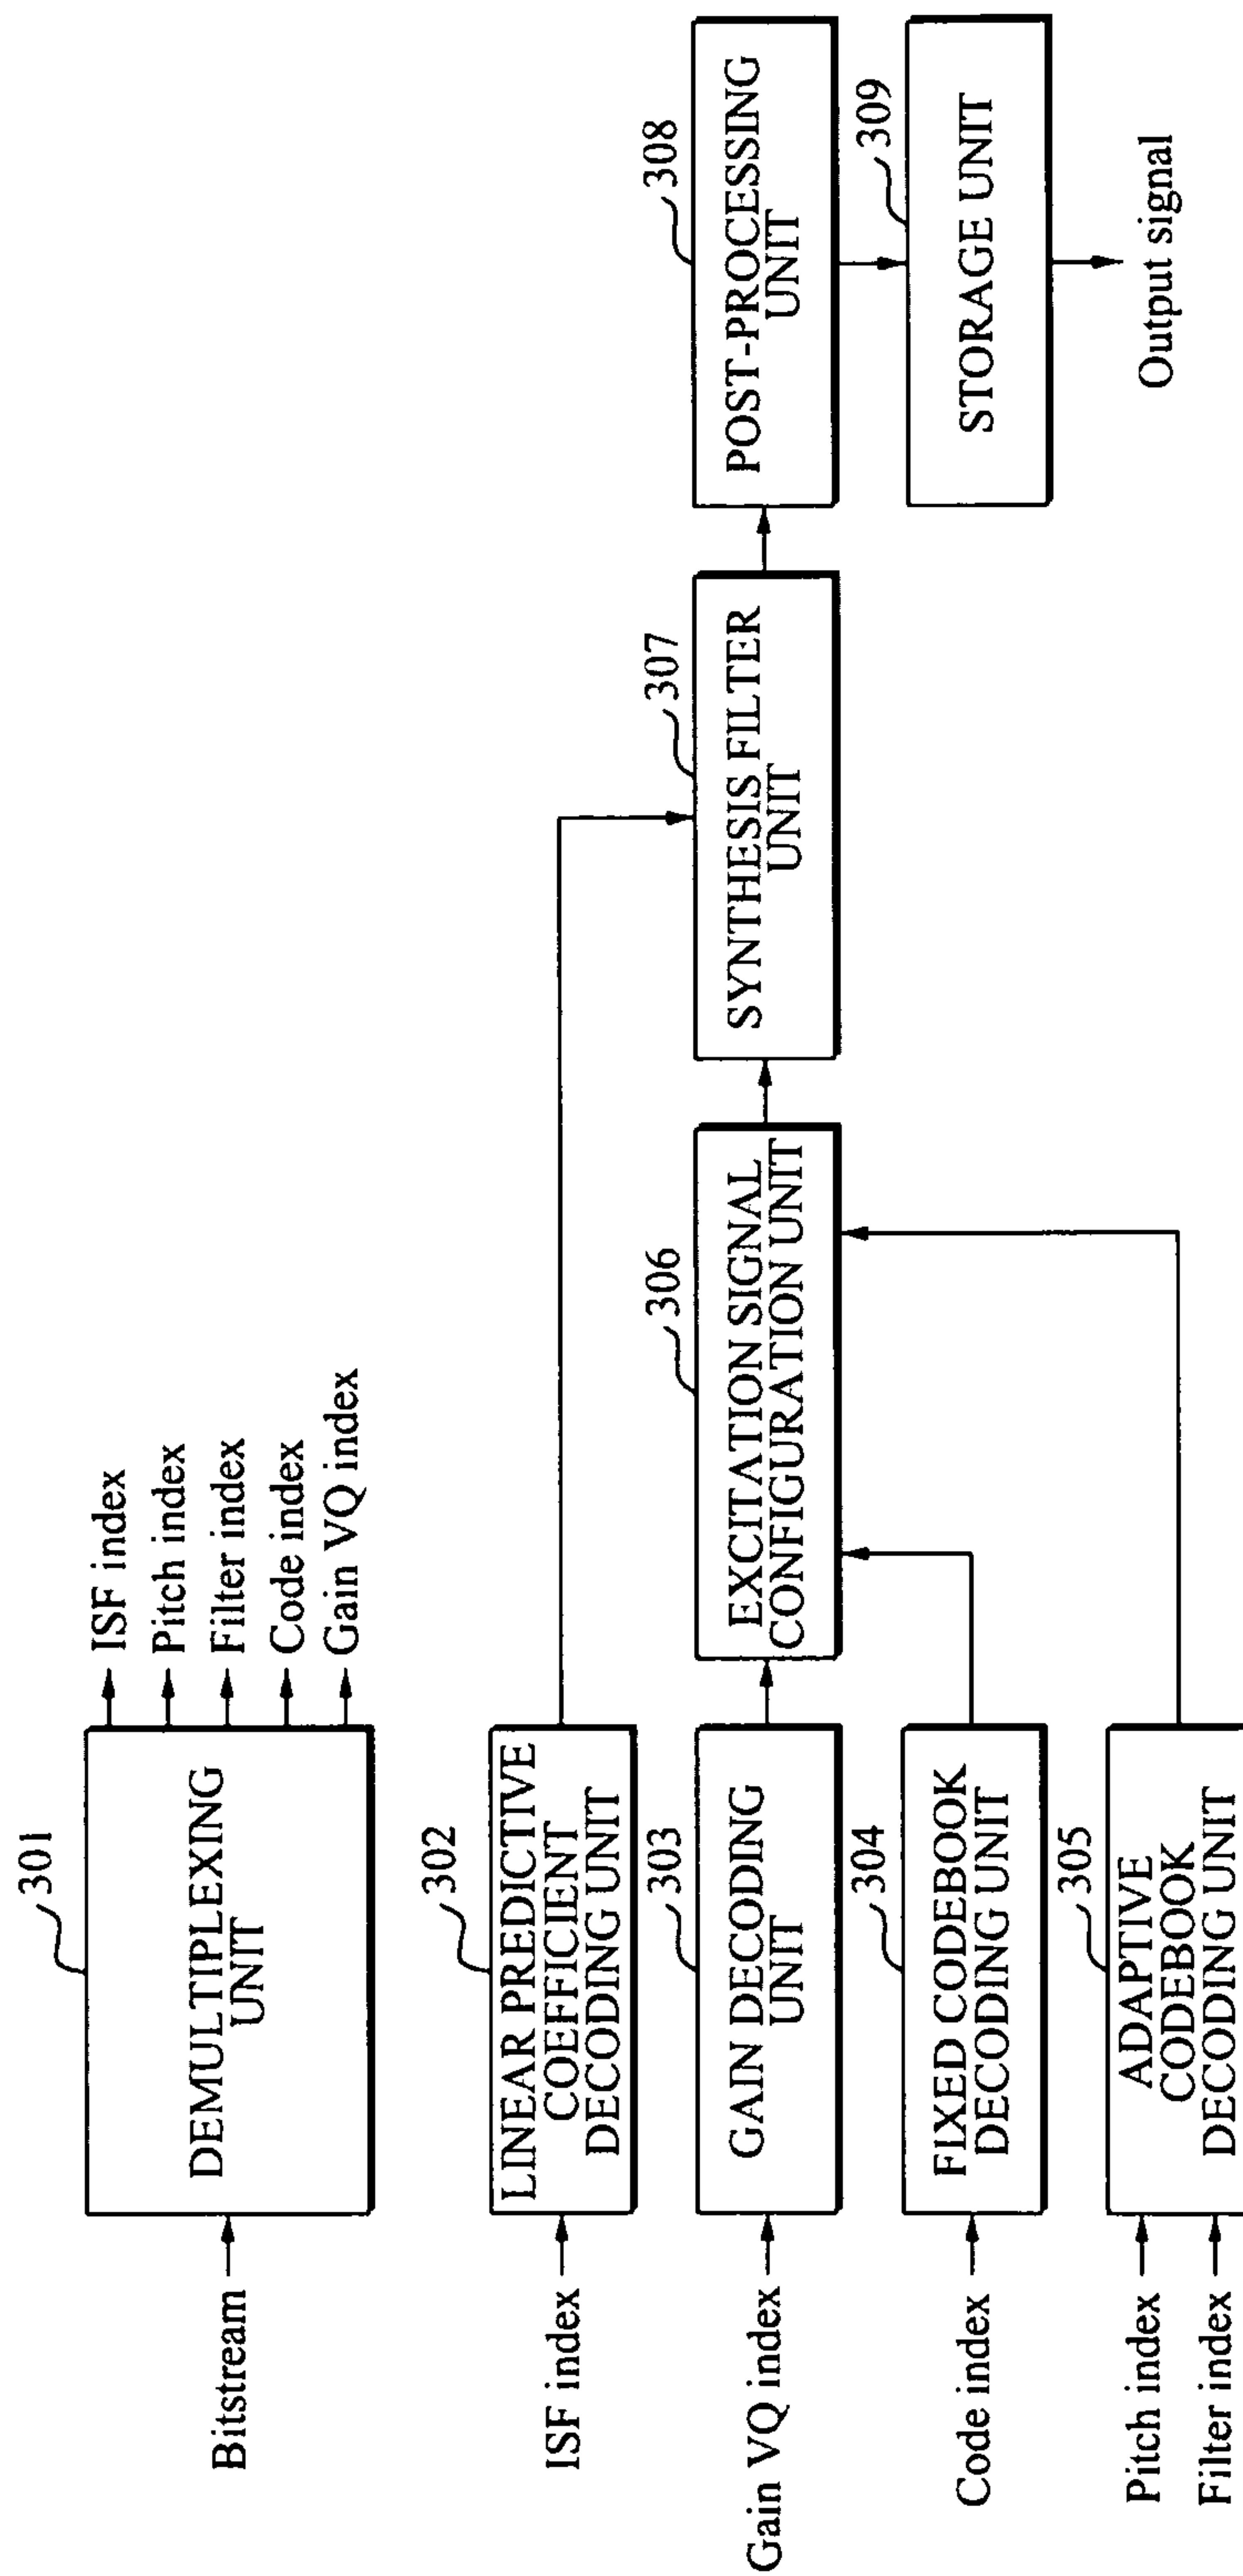 301
Bitstream
DEMULTIPLEXING
UNIT
ISF index
Pitch index
Filter index
Code index
Gain VQ index
302
ISF index
LINEAR PREDICTIVE
COEFFICIENT
DECODING UNIT
303
Gain VQ index
GAIN DECODING
UNIT
304
Code index
FIXED CODEBOOK
DECODING UNIT
305
Pitch index
Filter index
ADAPTIVE
CODEBOOK
DECODING UNIT
306
EXCITATION SIGNAL
CONFIGURATION UNIT
307
SYNTHESIS FILTER
UNIT
308
POST-PROCESSING
UNIT
309
STORAGE UNIT
Output signal